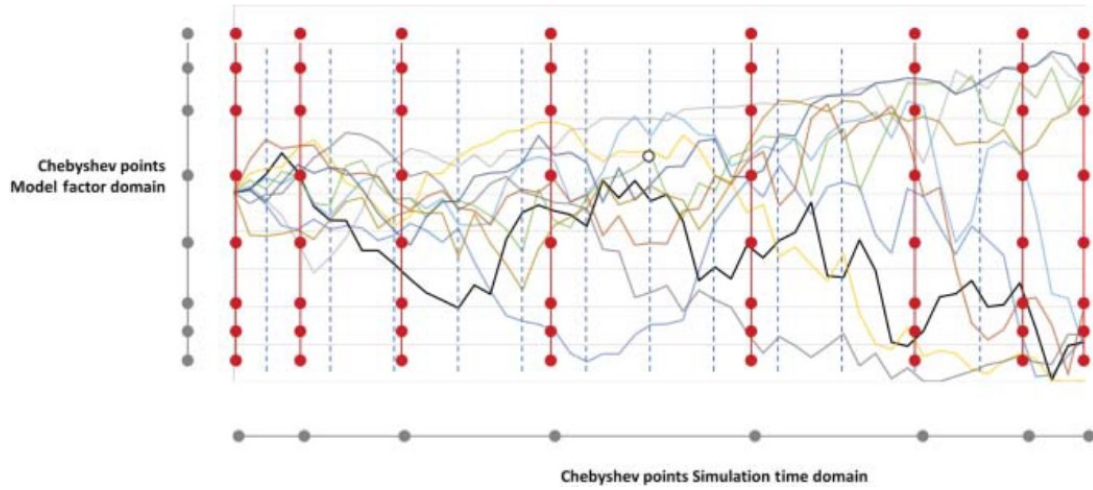 Chebyshev points
Model factor domain
Chebyshev points Simulation time domain